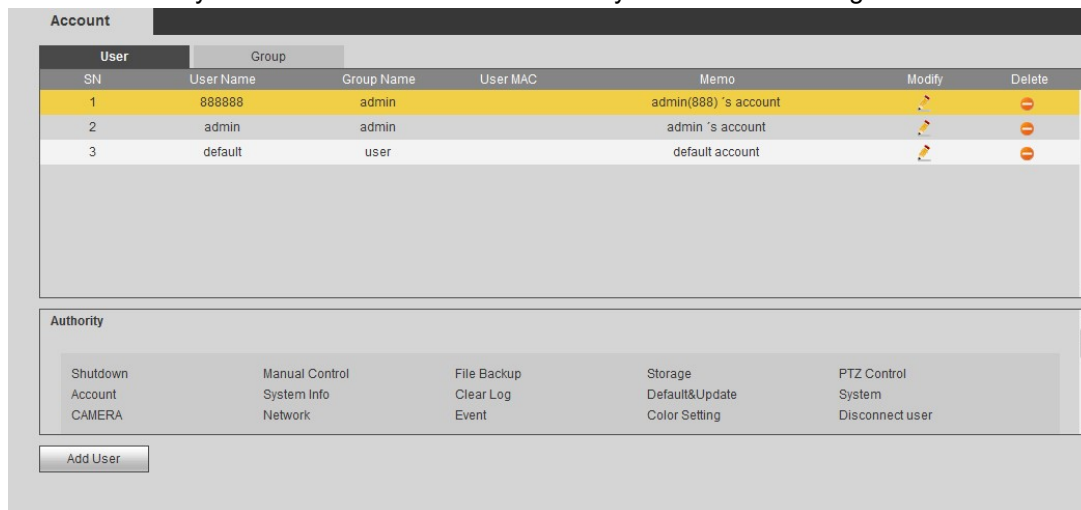 Account
User Group
SN User Name Group Name User MAC Memo Modify Delete
1 888888 admin admin(888) ´s account
2 admin admin admin ´s account
3 default user default account
Authority
Shutdown Manual Control File Backup Storage PTZ Control
Account System Info Clear Log Default&Update System
CAMERA Network Event Color Setting Disconnect user
Add User